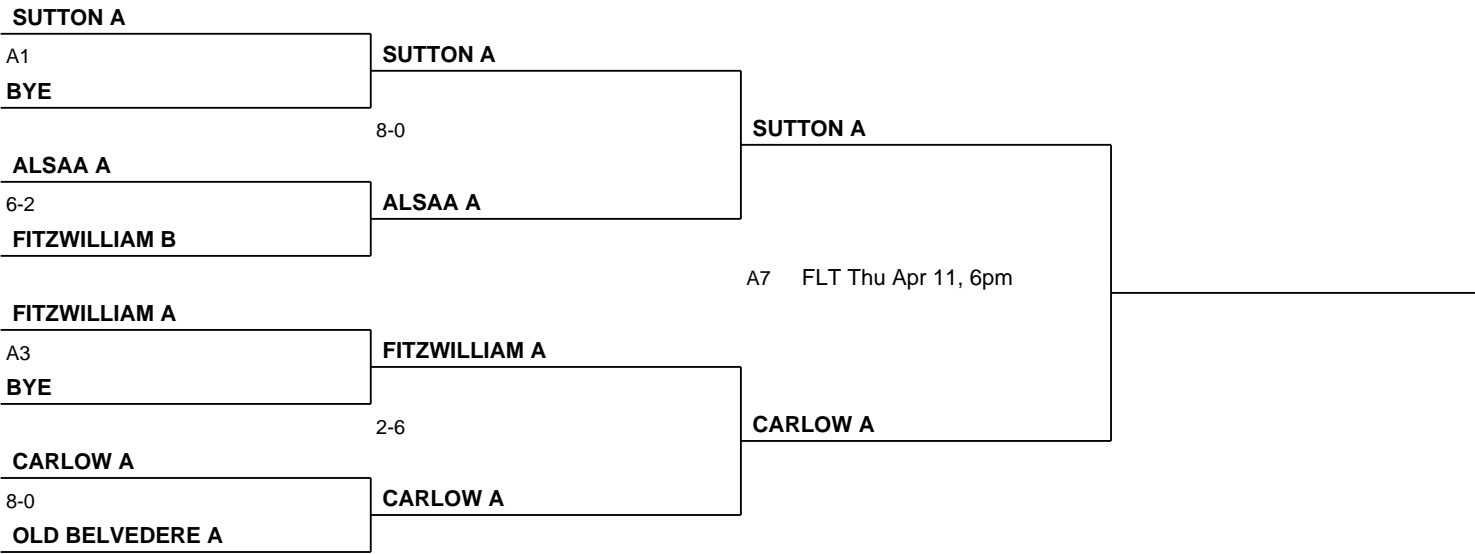 SUTTON A
A1
BYE
SUTTON A
8-0
SUTTON A
ALSAA A
6-2
FITZWILLIAM B
ALSAA A
A7 FLT Thu Apr 11, 6pm
FITZWILLIAM A
A3
BYE
FITZWILLIAM A
2-6
CARLOW A
CARLOW A
8-0
OLD BELVEDERE A
CARLOW A